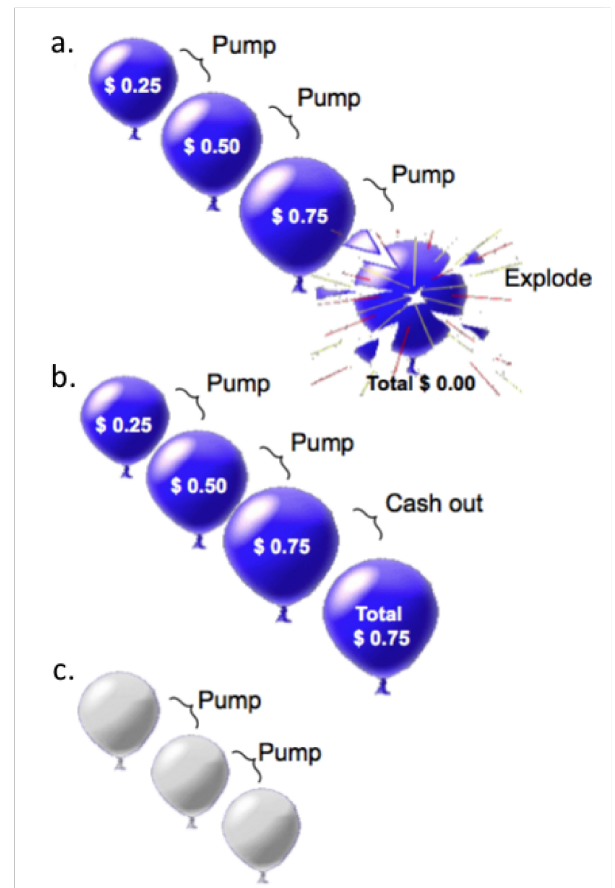 a.
Pump
$ 0.25
Pump
$ 0.50
Pump
$ 0.75
Explode
Total $ 0.00
b.
Pump
$ 0.25
Pump
$ 0.50
Cash out
$ 0.75
Total
$ 0.75
c.
Pump
Pump